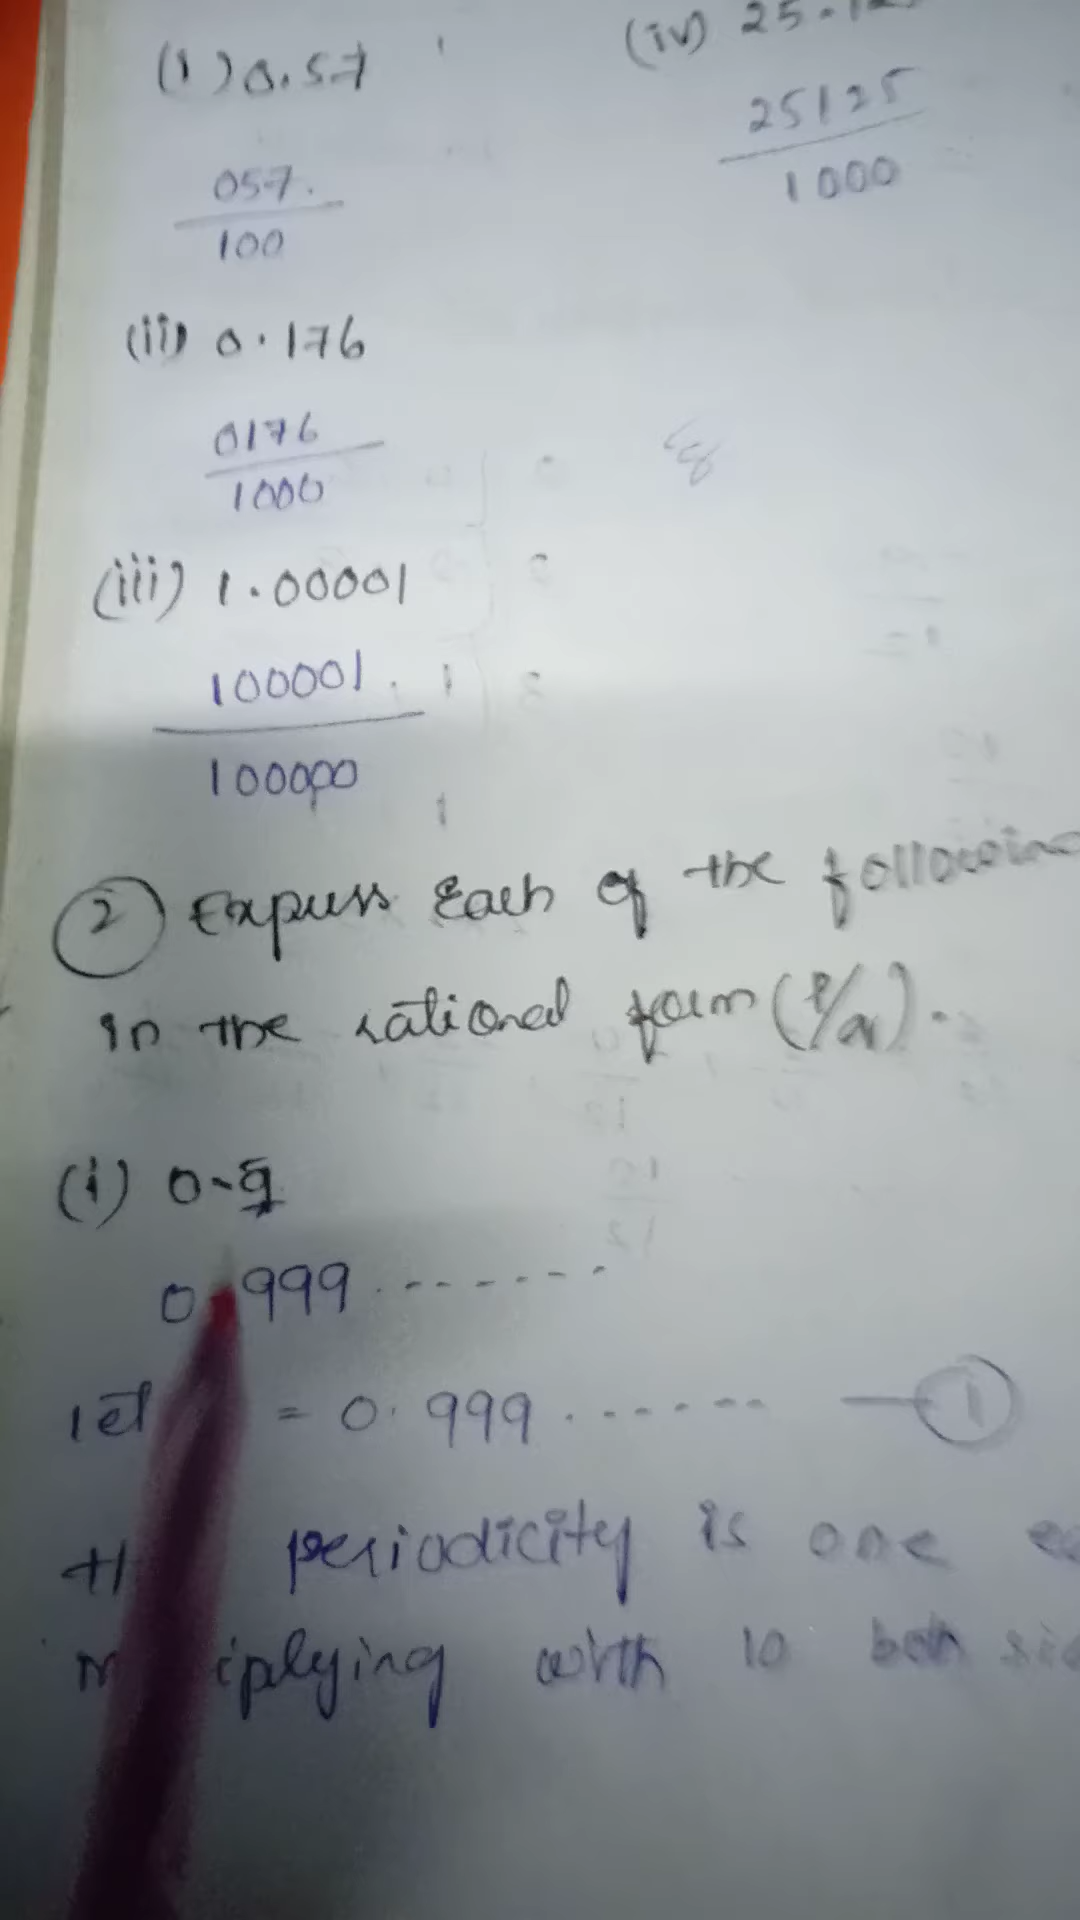 (i) 0.57
057.
100
(ii) 0.176
0176
1000
(iii) 1.00001
100001.
100000
(iv) 25.12
25125
1000
(2) Express Each of the following
in the rational form (P/q).
(i) 0.9̅
0.999.......
let = 0.999....... — (1)
periodicity is one
iplying with 10 both